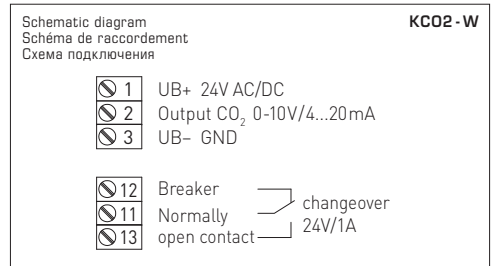 Schematic diagram KCO2-W
Schéma de raccordement
Схема подключения
1 UB+ 24V AC/DC
2 Output CO₂ 0-10V/4...20mA
3 UB– GND
12 Breaker
changeover
11 Normally
24V/1A
13 open contact